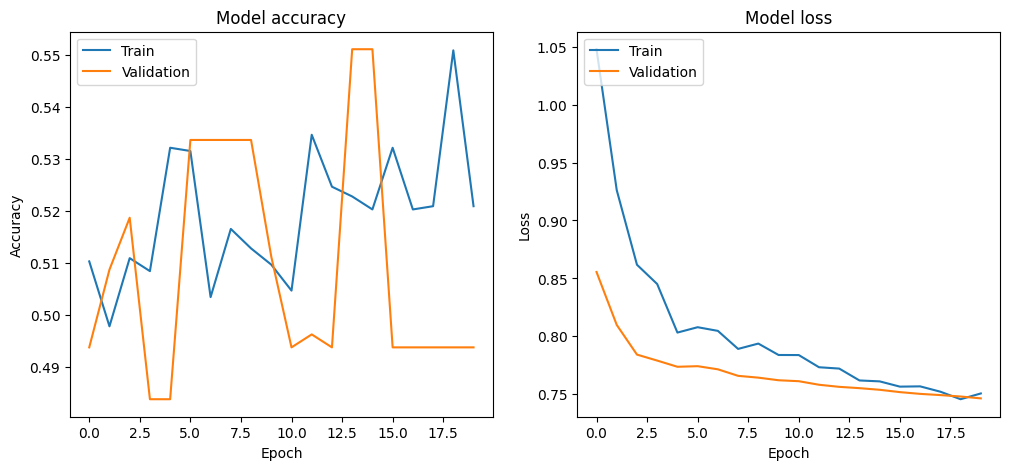 Model accuracy
Train
Validation
0.55
0.54
0.53
0.52
0.51
0.50
0.49
Accuracy
0.0 2.5 5.0 7.5 10.0 12.5 15.0 17.5
Epoch
Model loss
Train
Validation
1.05
1.00
0.95
0.90
0.85
0.80
0.75
Loss
0.0 2.5 5.0 7.5 10.0 12.5 15.0 17.5
Epoch